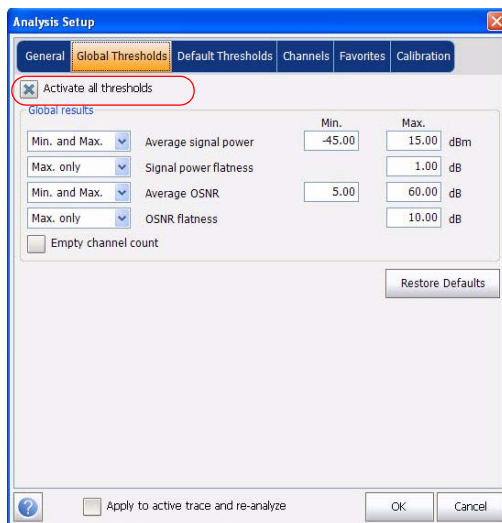 Analysis Setup
General Global Thresholds Default Thresholds Channels Favorites Calibration
Activate all thresholds
Global results
Min. Max.
Min. and Max. Average signal power -45.00 15.00 dBm
Max. only Signal power flatness 1.00 dB
Min. and Max. Average OSNR 5.00 60.00 dB
Max. only OSNR flatness 10.00 dB
Empty channel count
Restore Defaults
? Apply to active trace and re-analyze OK Cancel